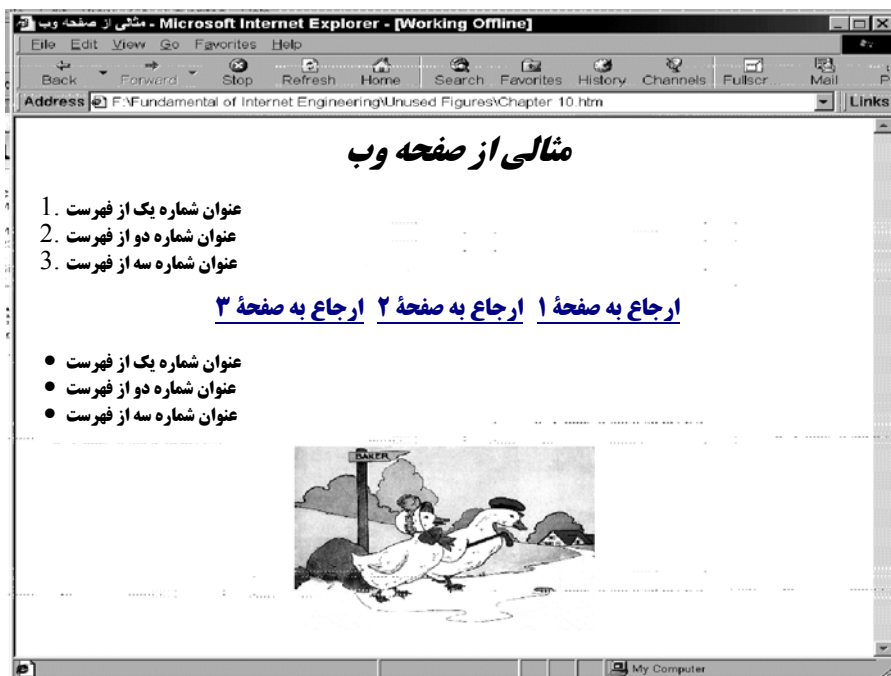 مثالی از صفحه وب - Microsoft Internet Explorer - [Working Offline]
File Edit View Go Favorites Help
Back Forward Stop Refresh Home Search Favorites History Channels Fullscr... Mail P
Address F:\Fundamental of Internet Engineering\Unused Figures\Chapter 10.htm Links
مثالی از صفحه وب
1. عنوان شماره یک از فهرست
2. عنوان شماره دو از فهرست
3. عنوان شماره سه از فهرست
ارجاع به صفحهٔ ۱ ارجاع به صفحهٔ ۲ ارجاع به صفحهٔ ۳
• عنوان شماره یک از فهرست
• عنوان شماره دو از فهرست
• عنوان شماره سه از فهرست
BAKER
My Computer